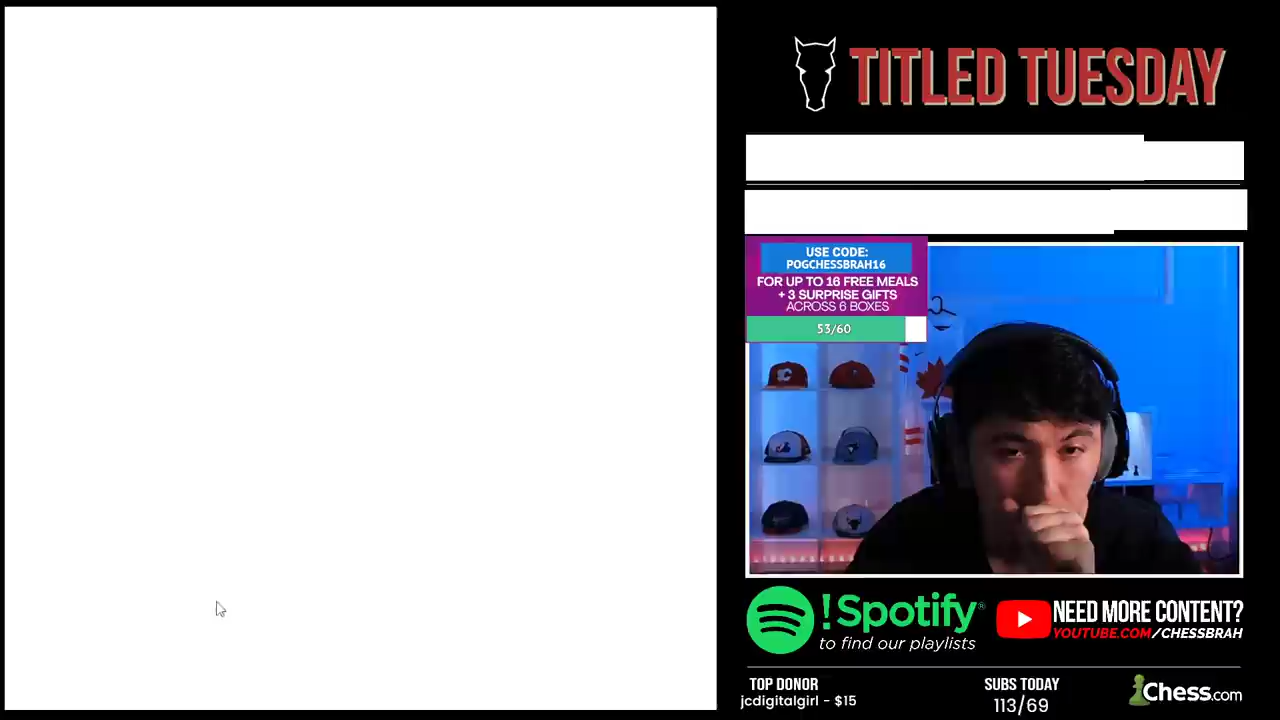 TITLED TUESDAY
USE CODE:
POGCHESSBRAH16
FOR UP TO 16 FREE MEALS
+ 3 SURPRISE GIFTS
ACROSS 6 BOXES
53/60
!Spotify®
to find our playlists
NEED MORE CONTENT?
YOUTUBE.COM/CHESSBRAH
TOP DONOR
jcdigitalgirl - $15
SUBS TODAY
113/69
Chess.com